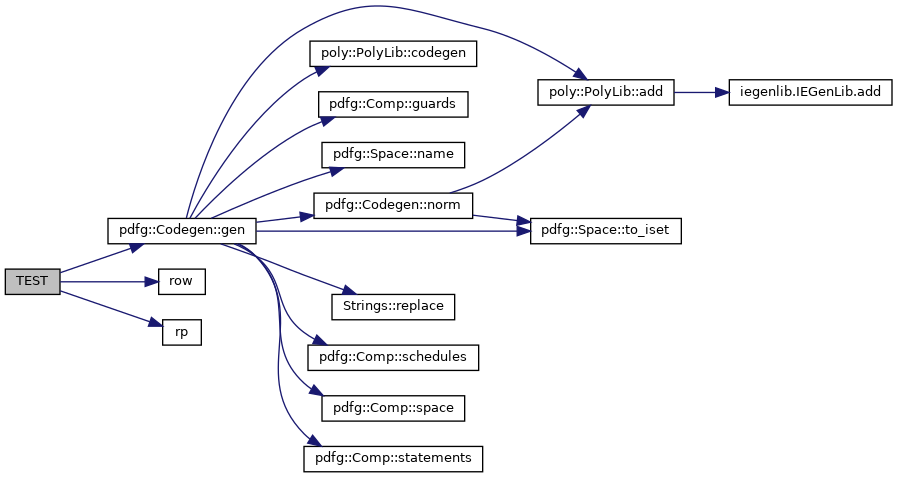 poly::PolyLib::codegen
poly::PolyLib::add
iegenlib.IEGenLib.add
pdfg::Comp::guards
pdfg::Space::name
pdfg::Codegen::norm
pdfg::Codegen::gen
pdfg::Space::to_iset
TEST
row
Strings::replace
rp
pdfg::Comp::schedules
pdfg::Comp::space
pdfg::Comp::statements